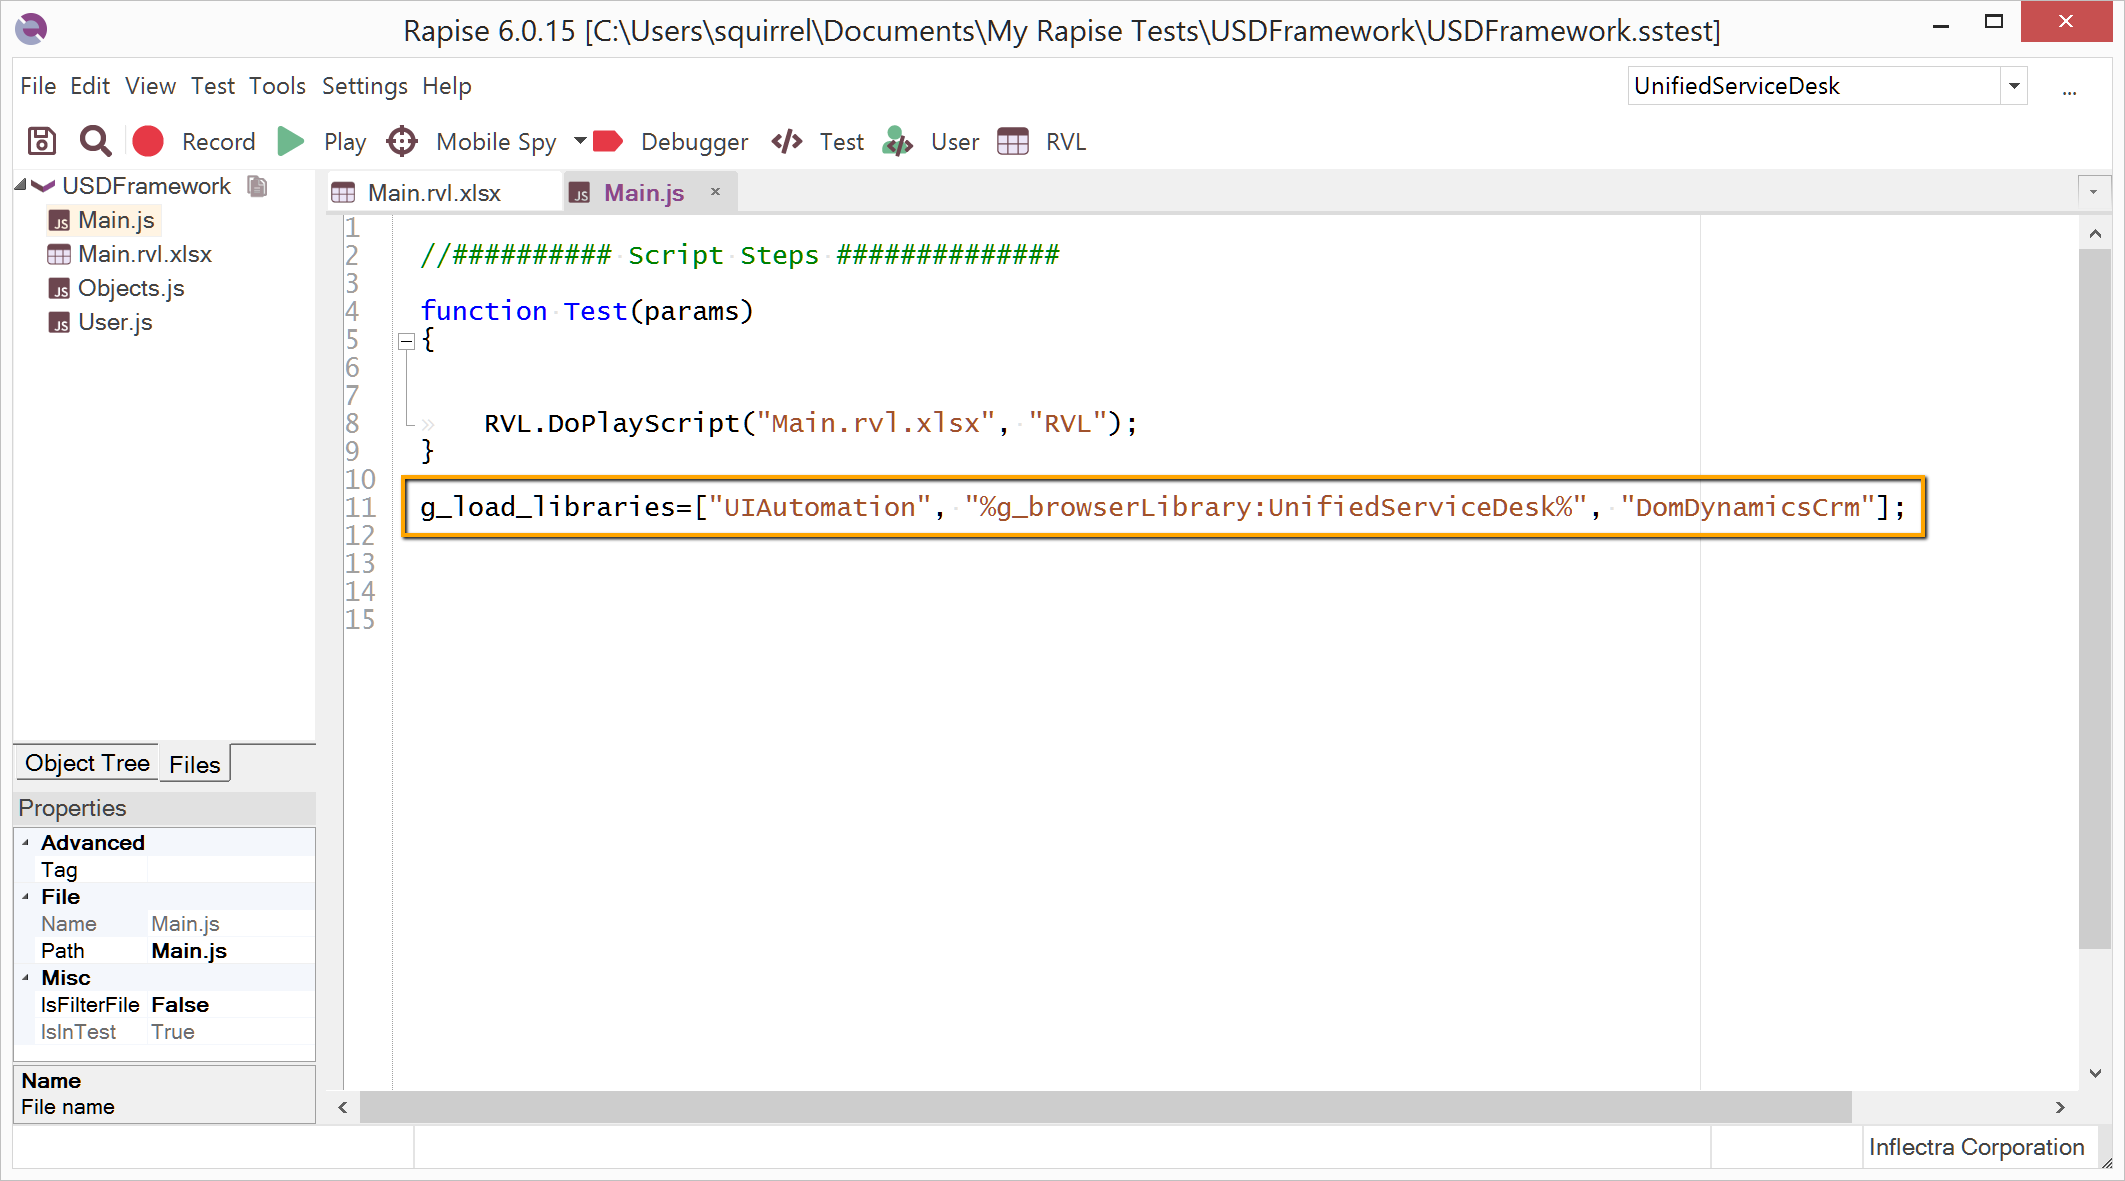 Rapise 6.0.15 [C:\Users\squirrel\Documents\My Rapise Tests\USDFramework\USDFramework.sstest]
File Edit View Test Tools Settings Help
UnifiedServiceDesk
...
Record Play Mobile Spy Debugger Test User RVL
USDFramework
Main.js
Main.rvl.xlsx
Objects.js
User.js
Main.rvl.xlsx
Main.js
1
2 //########## Script Steps ##############
3
4 function Test(params)
5 {
6
7
8 RVL.DoPlayScript("Main.rvl.xlsx", "RVL");
9 }
10
11 g_load_libraries=["UIAutomation", "%g_browserLibrary:UnifiedServiceDesk%", "DomDynamicsCrm"];
12
13
14
15
Object Tree
Files
Properties
Advanced
Tag
File
Name Main.js
Path Main.js
Misc
IsFilterFile False
IsInTest True
Name
File name
Inflectra Corporation